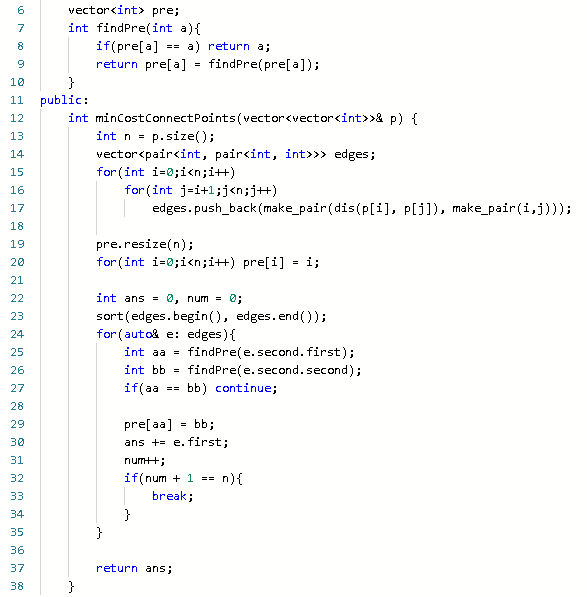 6 vector<int> pre;
7 int findPre(int a){
8 if(pre[a] == a) return a;
9 return pre[a] = findPre(pre[a]);
10 }
11 public:
12 int minCostConnectPoints(vector<vector<int>>& p) {
13 int n = p.size();
14 vector<pair<int, pair<int, int>>> edges;
15 for(int i=0;i<n;i++)
16 for(int j=i+1;j<n;j++)
17 edges.push_back(make_pair(dis(p[i], p[j]), make_pair(i,j)));
18
19 pre.resize(n);
20 for(int i=0;i<n;i++) pre[i] = i;
21
22 int ans = 0, num = 0;
23 sort(edges.begin(), edges.end());
24 for(auto& e: edges){
25 int aa = findPre(e.second.first);
26 int bb = findPre(e.second.second);
27 if(aa == bb) continue;
28
29 pre[aa] = bb;
30 ans += e.first;
31 num++;
32 if(num + 1 == n){
33 break;
34 }
35 }
36
37 return ans;
38 }